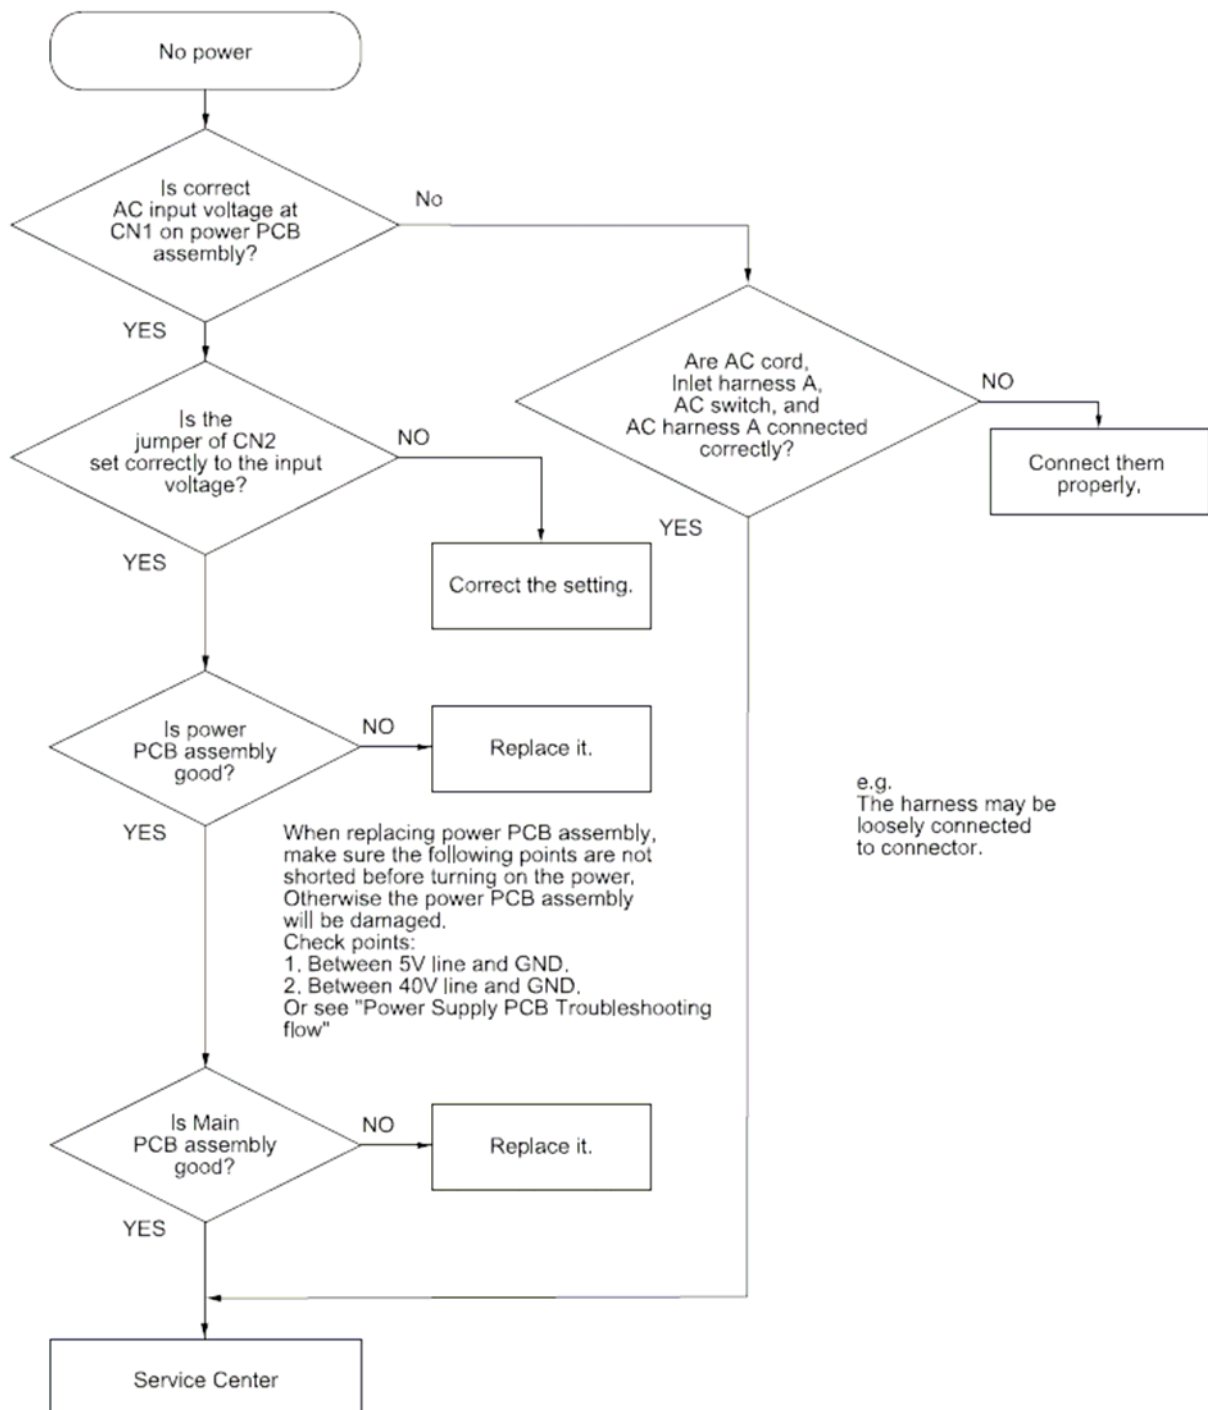 No power
Is correct
AC input voltage at
CN1 on power PCB
assembly?
No
YES
Are AC cord,
Inlet harness A,
AC switch, and
AC harness A connected
correctly?
NO
Connect them
properly,
YES
Is the
jumper of CN2
set correctly to the input
voltage?
NO
Correct the setting.
YES
Is power
PCB assembly
good?
NO
Replace it.
YES
When replacing power PCB assembly,
make sure the following points are not
shorted before turning on the power,
Otherwise the power PCB assembly
will be damaged,
Check points:
1, Between 5V line and GND,
2, Between 40V line and GND,
Or see "Power Supply PCB Troubleshooting
flow"
e.g.
The harness may be
loosely connected
to connector.
Is Main
PCB assembly
good?
NO
Replace it.
YES
Service Center